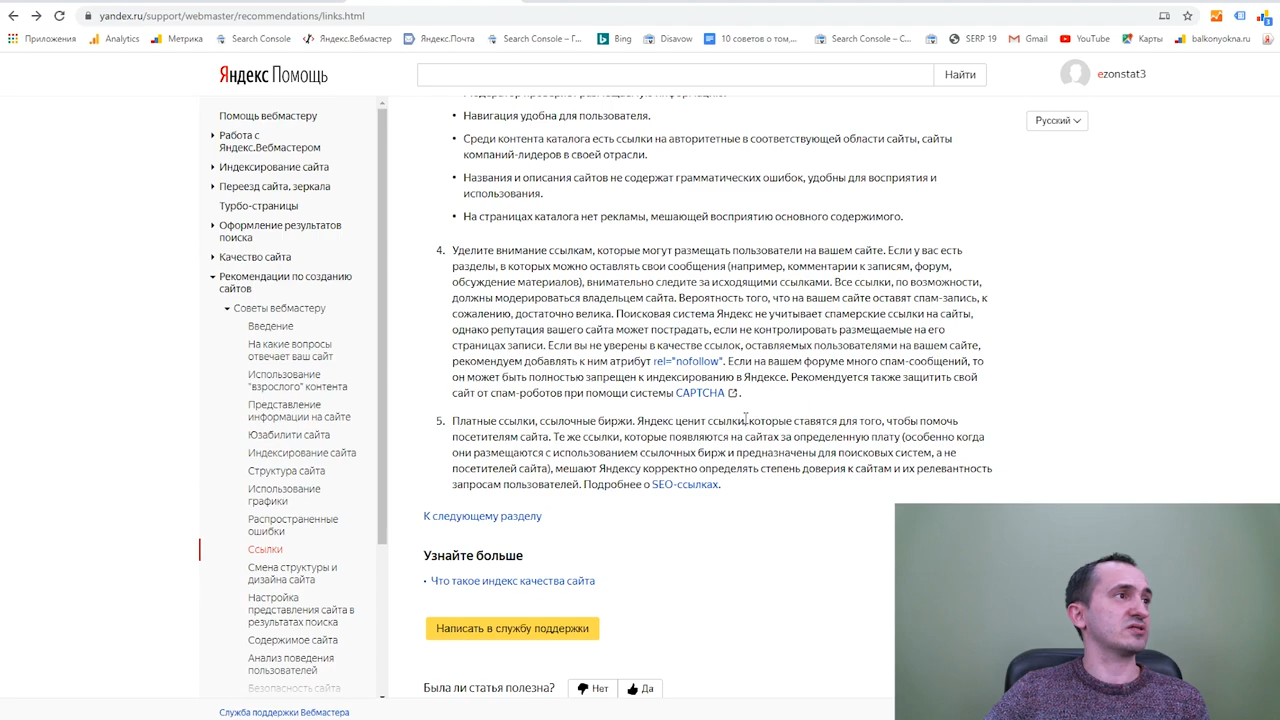 yandex.ru/support/webmaster/recommendations/links.html
Приложения Analytics Метрика Search Console Яндекс.Вебмастер Яндекс.Почта Search Console – Г... Bing Disavow 10 советов о том,... Search Console – С... SERP 19 Gmail YouTube Карты balkonyokna.ru
Яндекс Помощь
Найти
ezonstat3
Русский
Помощь вебмастеру
Работа с
Яндекс.Вебмастером
Индексирование сайта
Переезд сайта, зеркала
Турбо-страницы
Оформление результатов
поиска
Качество сайта
Рекомендации по созданию
сайтов
Советы вебмастеру
Введение
На какие вопросы
отвечает ваш сайт
Использование
"взрослого" контента
Представление
информации на сайте
Юзабилити сайта
Индексирование сайта
Структура сайта
Использование
графики
Распространенные
ошибки
Ссылки
Смена структуры и
дизайна сайта
Настройка
представления сайта в
результатах поиска
Содержимое сайта
Анализ поведения
пользователей
Безопасность сайта
Служба поддержки Вебмастера
• Модератор проверяет размещаемую информацию.
• Навигация удобна для пользователя.
• Среди контента каталога есть ссылки на авторитетные в соответствующей области сайты, сайты
компаний-лидеров в своей отрасли.
• Названия и описания сайтов не содержат грамматических ошибок, удобны для восприятия и
использования.
• На страницах каталога нет рекламы, мешающей восприятию основного содержимого.
4. Уделите внимание ссылкам, которые могут размещать пользователи на вашем сайте. Если у вас есть
разделы, в которых можно оставлять свои сообщения (например, комментарии к записям, форум,
обсуждение материалов), внимательно следите за исходящими ссылками. Все ссылки, по возможности,
должны модерироваться владельцем сайта. Вероятность того, что на вашем сайте оставят спам-запись, к
сожалению, достаточно велика. Поисковая система Яндекс не учитывает спамерские ссылки на сайты,
однако репутация вашего сайта может пострадать, если не контролировать размещаемые на его
страницах записи. Если вы не уверены в качестве ссылок, оставляемых пользователями на вашем сайте,
рекомендуем добавлять к ним атрибут rel="nofollow". Если на вашем форуме много спам-сообщений, то
он может быть полностью запрещен к индексированию в Яндексе. Рекомендуется также защитить свой
сайт от спам-роботов при помощи системы CAPTCHA .
5. Платные ссылки, ссылочные биржи. Яндекс ценит ссылки, которые ставятся для того, чтобы помочь
посетителям сайта. Те же ссылки, которые появляются на сайтах за определенную плату (особенно когда
они размещаются с использованием ссылочных бирж и предназначены для поисковых систем, а не
посетителей сайта), мешают Яндексу корректно определять степень доверия к сайтам и их релевантность
запросам пользователей. Подробнее о SEO-ссылках.
К следующему разделу
Узнайте больше
• Что такое индекс качества сайта
Написать в службу поддержки
Была ли статья полезна? Нет Да